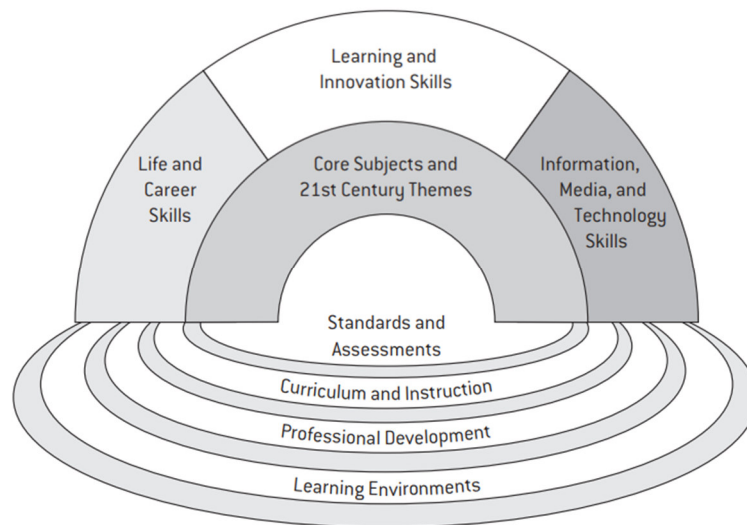 Learning and
Innovation Skills
Life and
Career
Skills
Core Subjects and
21st Century Themes
Information,
Media, and
Technology
Skills
Standards and
Assessments
Curriculum and Instruction
Professional Development
Learning Environments